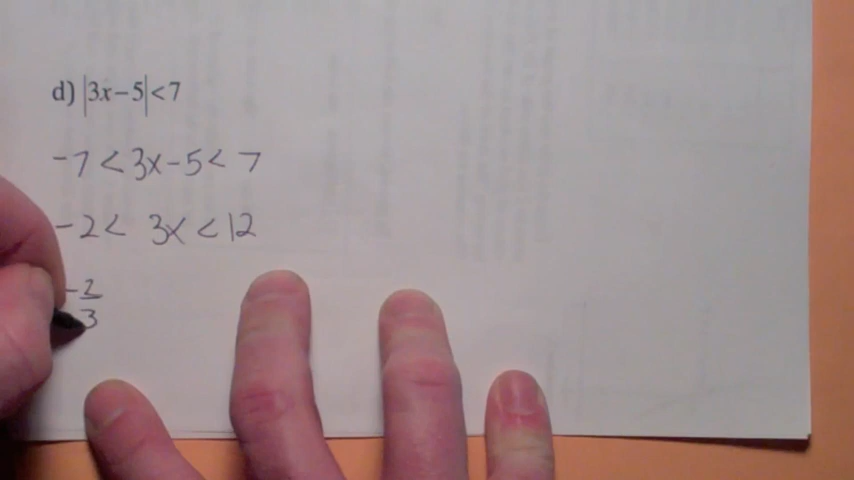 d) |3x-5|<7
-7 < 3x-5 < 7
-2 < 3x < 12
-2/3